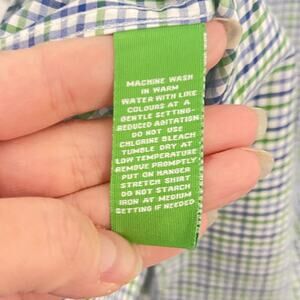 MACHINE WASH
IN WARM
WATER WITH LIKE
COLOURS AT A
GENTLE SETTING-
REDUCED AGITATION
DO NOT USE
CHLORINE BLEACH
TUMBLE DRY AT
LOW TEMPERATURE
REMOVE PROMPTLY
PUT ON HANGER
STRETCH SHIRT
DO NOT STARCH
IRON AT MEDIUM
SETTING IF NEEDED